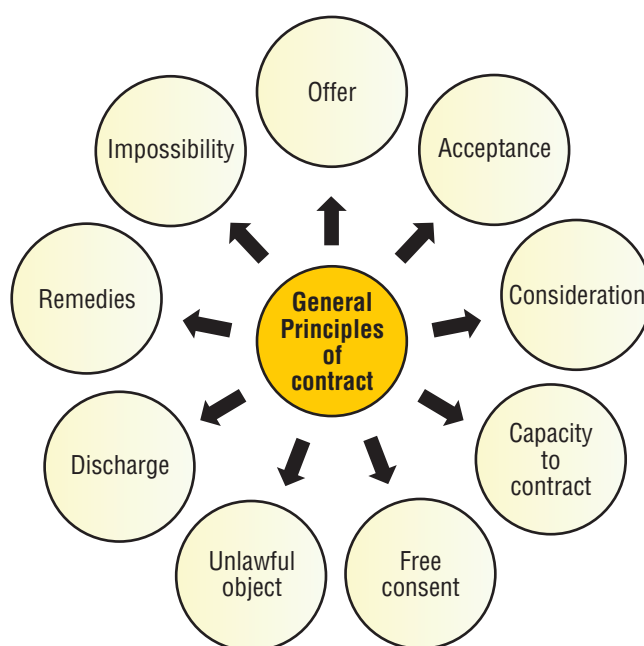 Offer
Acceptance
Consideration
Capacity
to
contract
Free
consent
Unlawful
object
Discharge
Remedies
Impossibility
General
Principles
of
contract